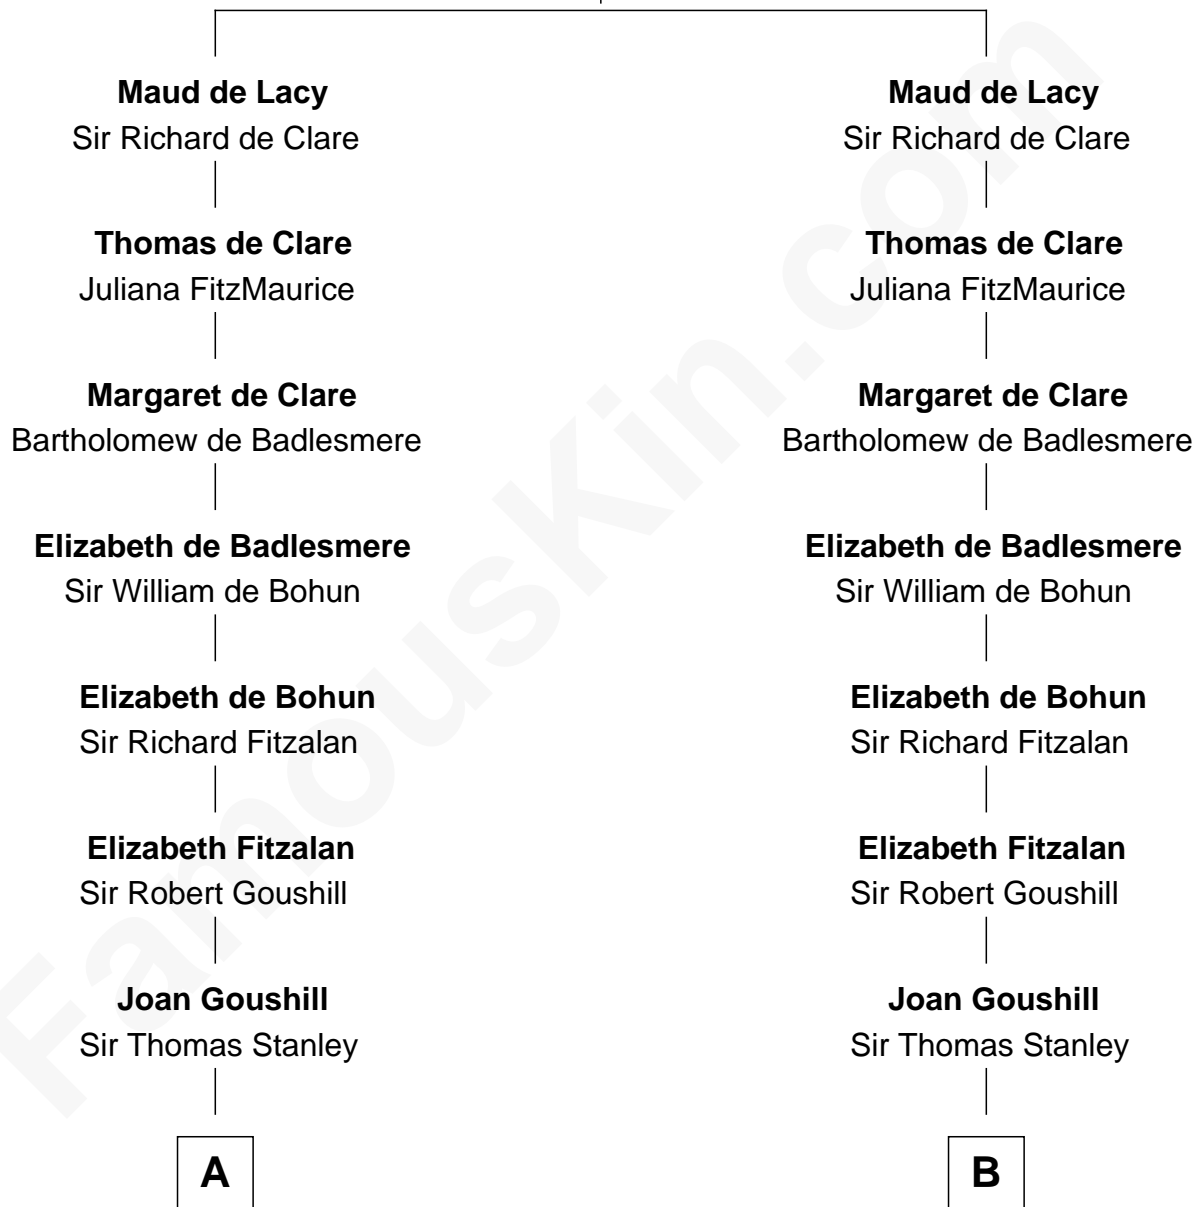 Maud de Lacy
Sir Richard de Clare
Thomas de Clare
Juliana FitzMaurice
Margaret de Clare
Bartholomew de Badlesmere
Elizabeth de Badlesmere
Sir William de Bohun
Elizabeth de Bohun
Sir Richard Fitzalan
Elizabeth Fitzalan
Sir Robert Goushill
Joan Goushill
Sir Thomas Stanley
A
Maud de Lacy
Sir Richard de Clare
Thomas de Clare
Juliana FitzMaurice
Margaret de Clare
Bartholomew de Badlesmere
Elizabeth de Badlesmere
Sir William de Bohun
Elizabeth de Bohun
Sir Richard Fitzalan
Elizabeth Fitzalan
Sir Robert Goushill
Joan Goushill
Sir Thomas Stanley
B
FamousKin.com